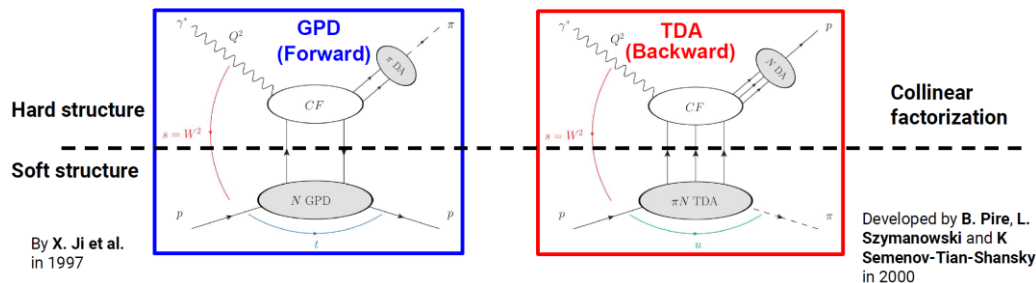 GPD
(Forward)
γ*
Q²
π
π DA
CF
s = W²
N GPD
p
p
t
TDA
(Backward)
γ*
Q²
p
N DA
CF
s = W²
πN TDA
p
π
u
Hard structure
Soft structure
Collinear
factorization
By X. Ji et al.
in 1997
Developed by B. Pire, L.
Szymanowski and K
Semenov-Tian-Shansky
in 2000